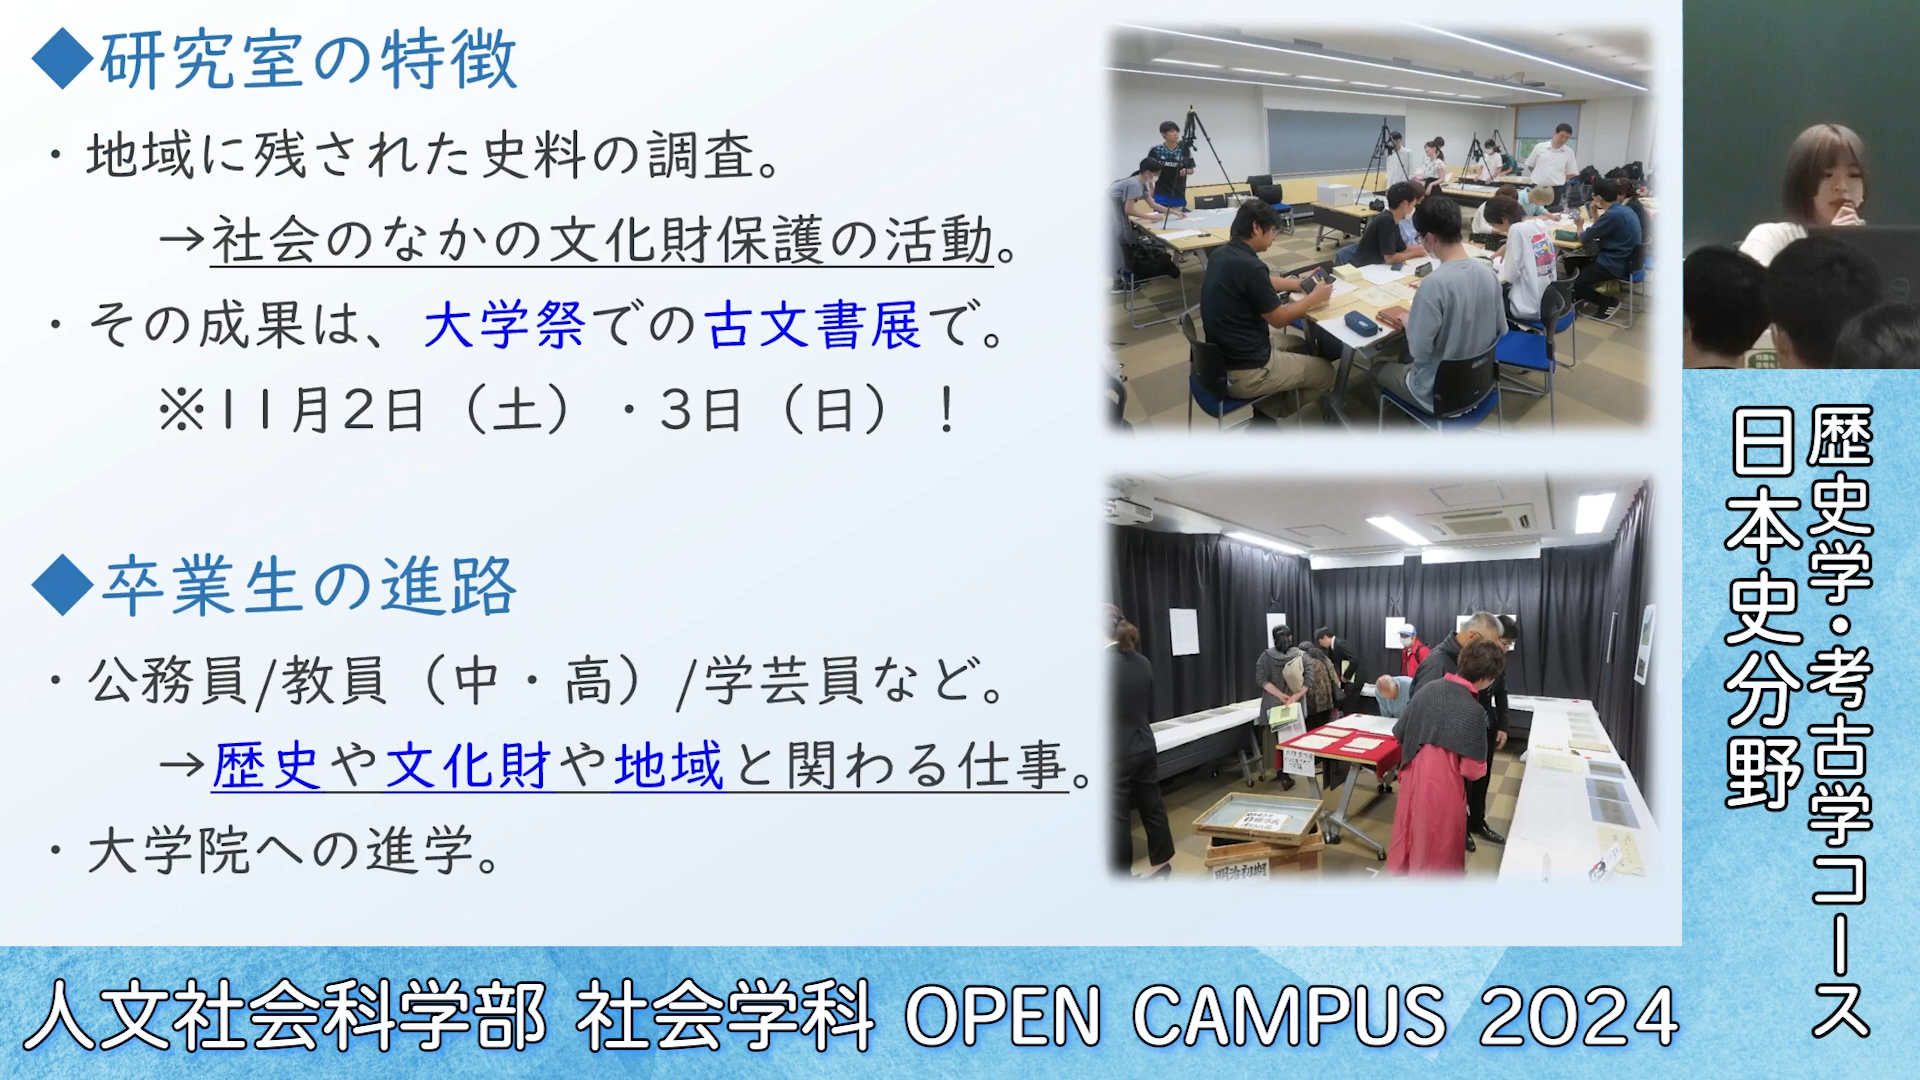 ◆研究室の特徴
・地域に残された史料の調査。
→社会のなかの文化財保護の活動。
・その成果は、大学祭での古文書展で。
※11月2日（土）・3日（日）！
◆卒業生の進路
・公務員/教員（中・高）/学芸員など。
→歴史や文化財や地域と関わる仕事。
・大学院への進学。
明治初期
歴史学・考古学コース
日本史分野
人文社会科学部 社会学科 OPEN CAMPUS 2024